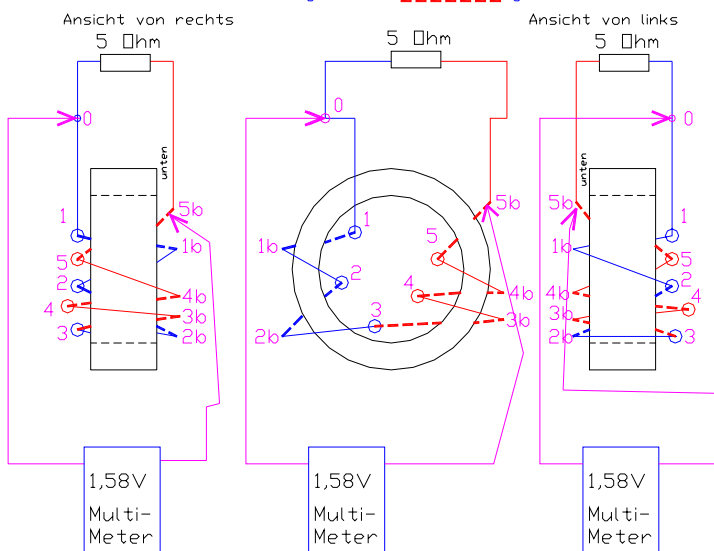 Ansicht von rechts
5 Ohm
0
unten
5b
1
1b
5
2
4b
4
3b
3
2b
1,58V
Multi-
Meter
5 Ohm
0
5b
1
1b
5
2
4
4b
3
3b
2b
1,58V
Multi-
Meter
Ansicht von links
5 Ohm
0
unten
5b
1
1b
5
2
4b
4
3b
2b
3
1,58V
Multi-
Meter